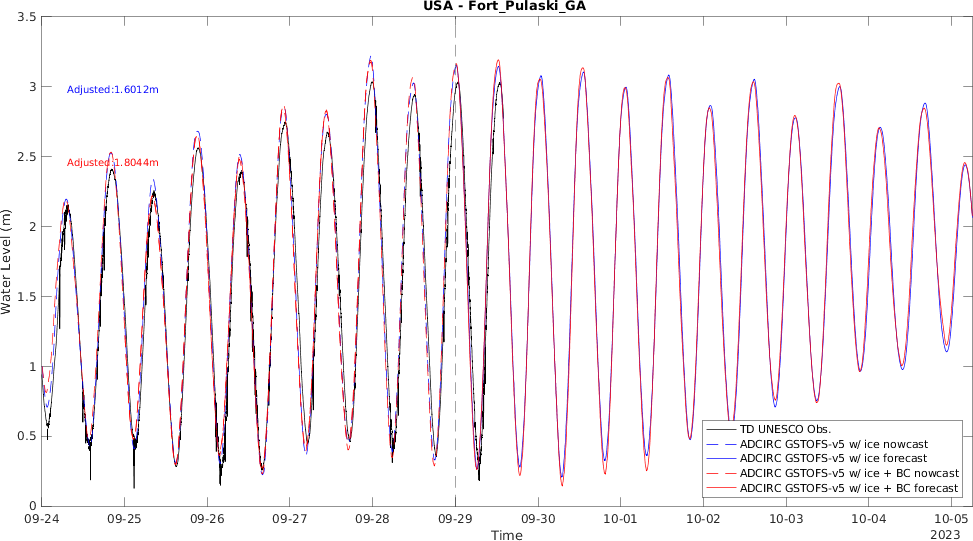 USA - Fort_Pulaski_GA
3.5
3
2.5
2
1.5
1
0.5
0
Water Level (m)
Adjusted:1.6012m
Adjusted:1.8044m
TD UNESCO Obs.
ADCIRC GSTOFS-v5 w/ ice nowcast
ADCIRC GSTOFS-v5 w/ ice forecast
ADCIRC GSTOFS-v5 w/ ice + BC nowcast
ADCIRC GSTOFS-v5 w/ ice + BC forecast
09-24 09-25 09-26 09-27 09-28 09-29 09-30 10-01 10-02 10-03 10-04 10-05
Time
2023